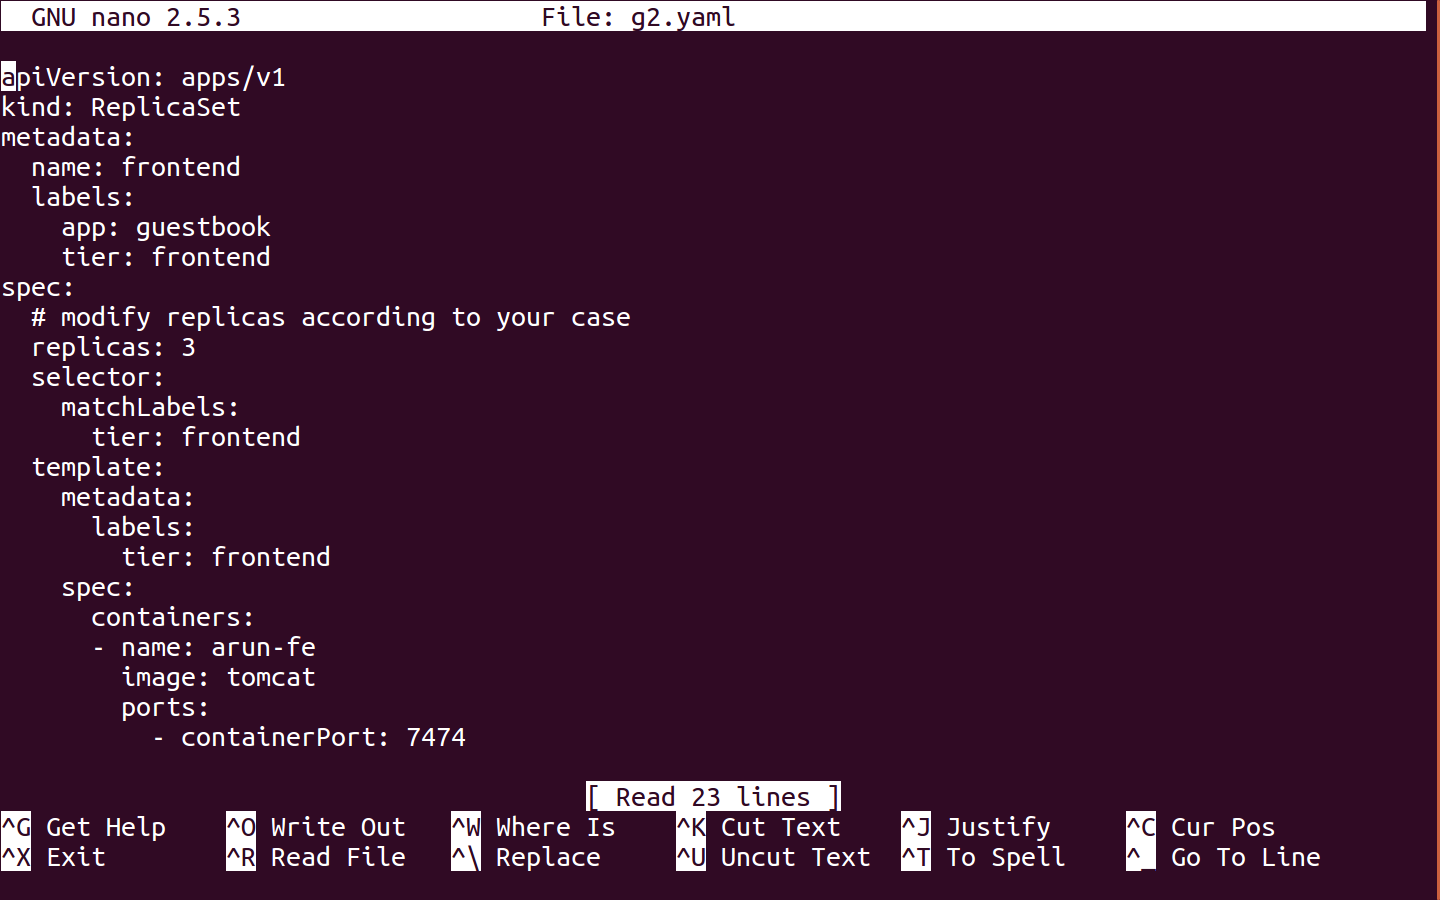 GNU nano 2.5.3 File: g2.yaml
apiVersion: apps/v1
kind: ReplicaSet
metadata:
  name: frontend
  labels:
    app: guestbook
    tier: frontend
spec:
  # modify replicas according to your case
  replicas: 3
  selector:
    matchLabels:
      tier: frontend
  template:
    metadata:
      labels:
        tier: frontend
    spec:
      containers:
      - name: arun-fe
        image: tomcat
        ports:
          - containerPort: 7474
[ Read 23 lines ]
^G Get Help ^O Write Out ^W Where Is ^K Cut Text ^J Justify ^C Cur Pos
^X Exit ^R Read File ^\ Replace ^U Uncut Text ^T To Spell ^_ Go To Line